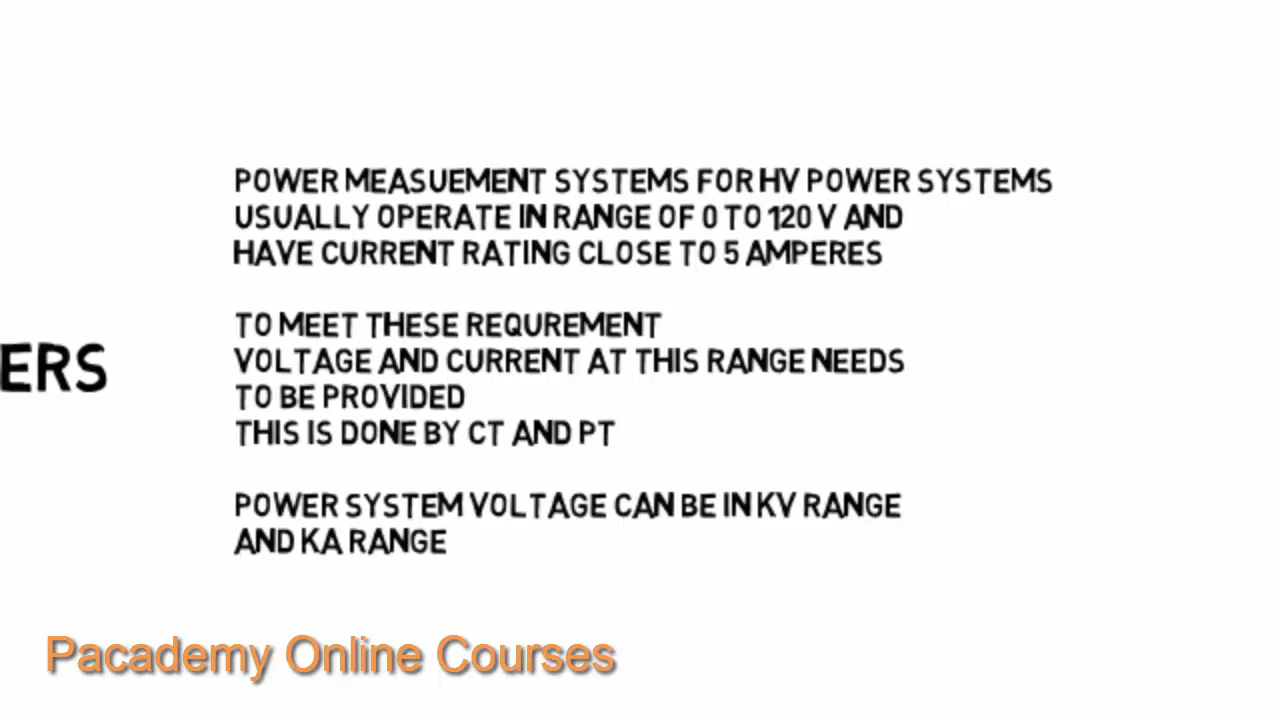 POWER MEASUEMENT SYSTEMS FOR HV POWER SYSTEMS
USUALLY OPERATE IN RANGE OF 0 TO 120 V AND
HAVE CURRENT RATING CLOSE TO 5 AMPERES
TO MEET THESE REQUREMENT
ERS
VOLTAGE AND CURRENT AT THIS RANGE NEEDS
TO BE PROVIDED
THIS IS DONE BY CT AND PT
POWER SYSTEM VOLTAGE CAN BE IN KV RANGE
AND KA RANGE
Pacademy Online Courses